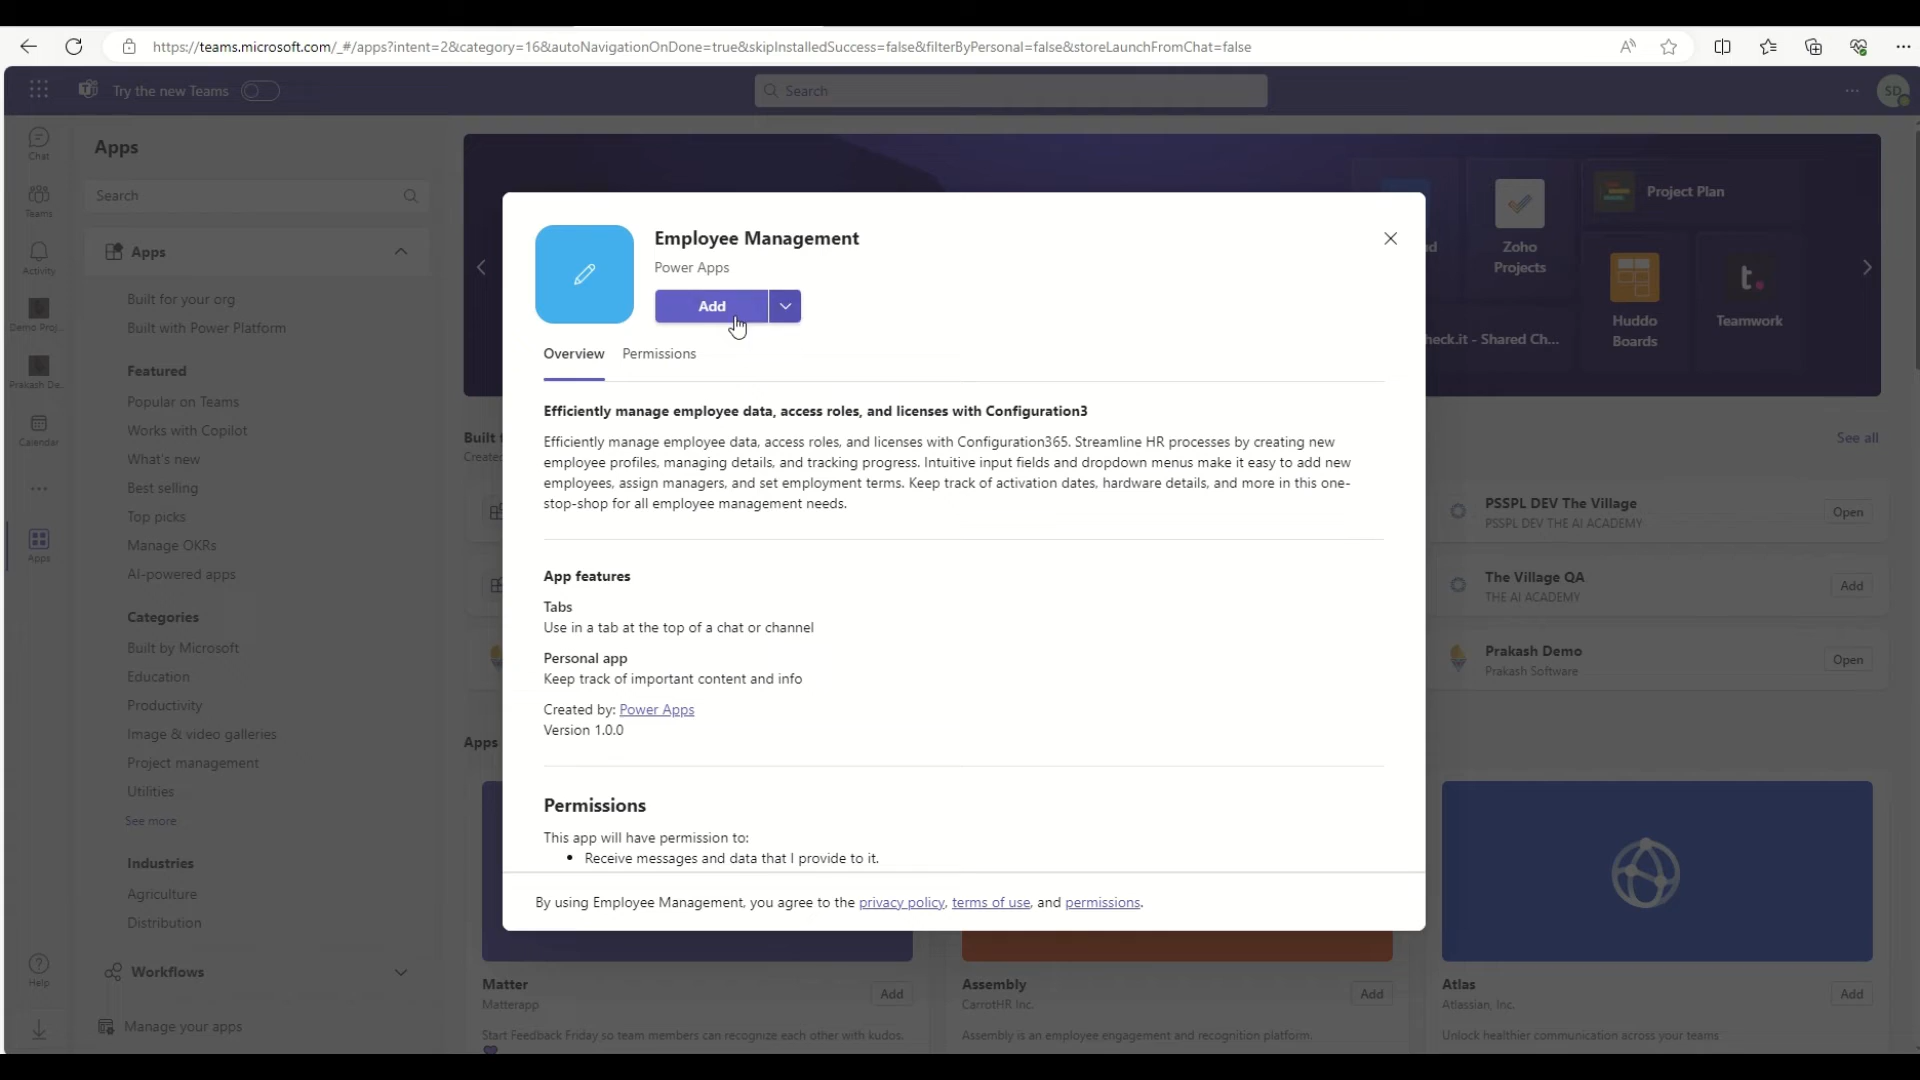 https://teams.microsoft.com/_#/apps?intent=2&category=16&autoNavigationOnDone=true&skipInstalledSuccess=false&filterByPersonal=false&storeLaunchFromChat=false
Try the new Teams
Search
SD
Chat
Teams
Activity
Demo Proj...
Prakash De...
Calendar
Apps
Help
Apps
Search
Apps
Built for your org
Built with Power Platform
Featured
Popular on Teams
Works with Copilot
What's new
Best selling
Top picks
Manage OKRs
AI-powered apps
Categories
Built by Microsoft
Education
Productivity
Image & video galleries
Project management
Utilities
See more
Industries
Agriculture
Distribution
Workflows
Manage your apps
Project Plan
Zoho
Projects
Huddo
Boards
Teamwork
heck.it - Shared Ch...
See all
Employee Management
Power Apps
Add
Overview Permissions
Efficiently manage employee data, access roles, and licenses with Configuration3
Efficiently manage employee data, access roles, and licenses with Configuration365. Streamline HR processes by creating new
employee profiles, managing details, and tracking progress. Intuitive input fields and dropdown menus make it easy to add new
employees, assign managers, and set employment terms. Keep track of activation dates, hardware details, and more in this one-
stop-shop for all employee management needs.
App features
Tabs
Use in a tab at the top of a chat or channel
Personal app
Keep track of important content and info
Created by: Power Apps
Version 1.0.0
Permissions
This app will have permission to:
• Receive messages and data that I provide to it.
By using Employee Management, you agree to the privacy policy, terms of use, and permissions.
PSSPL DEV The Village
PSSPL DEV THE AI ACADEMY
Open
The Village QA
THE AI ACADEMY
Add
Prakash Demo
Prakash Software
Open
Apps
Matter
Matterapp
Add
Start Feedback Friday so team members can recognize each other with kudos.
Assembly
CarrotHR Inc.
Add
Assembly is an employee engagement and recognition platform.
Atlas
Atlassian, Inc.
Add
Unlock healthier communication across your teams